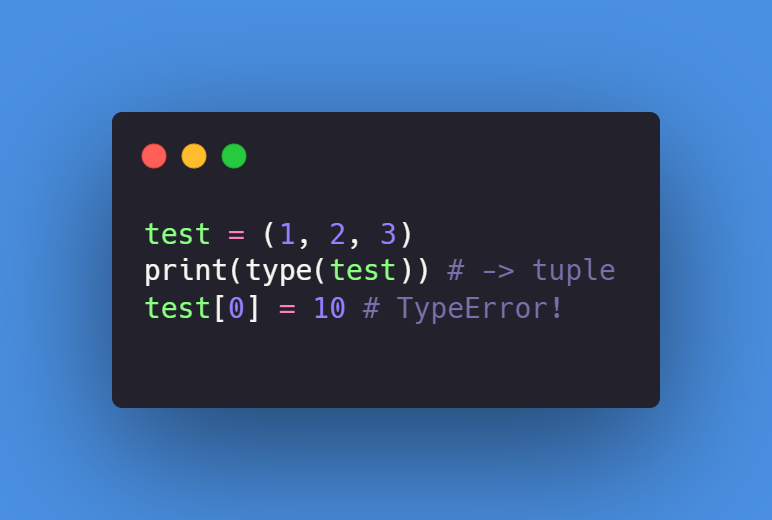 test = (1, 2, 3)
print(type(test)) # -> tuple
test[0] = 10 # TypeError!